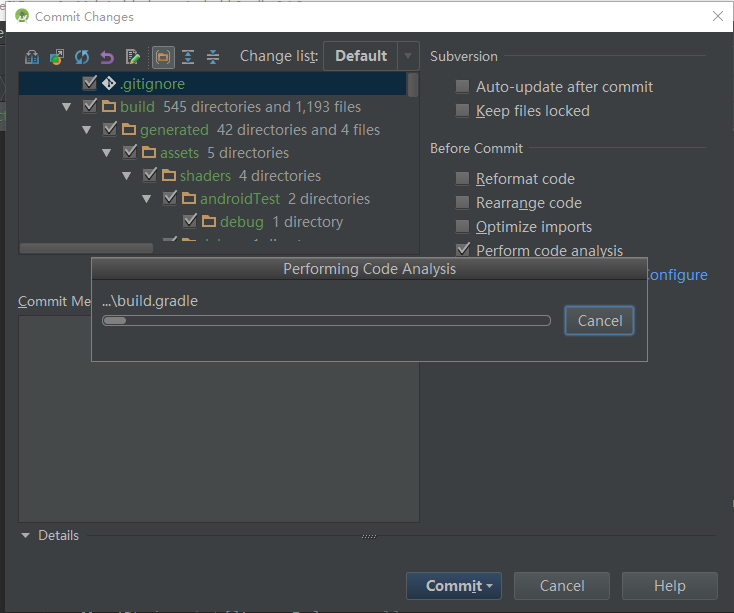 Commit Changes
Change list: Default
Subversion
.gitignore
Auto-update after commit
build 545 directories and 1,193 files
Keep files locked
generated 42 directories and 4 files
assets 5 directories
Before Commit
shaders 4 directories
Reformat code
androidTest 2 directories
Rearrange code
debug 1 directory
Optimize imports
Perform code analysis
Performing Code Analysis
onfigure
Commit Me
...\build.gradle
Cancel
Details
Commit
Cancel
Help